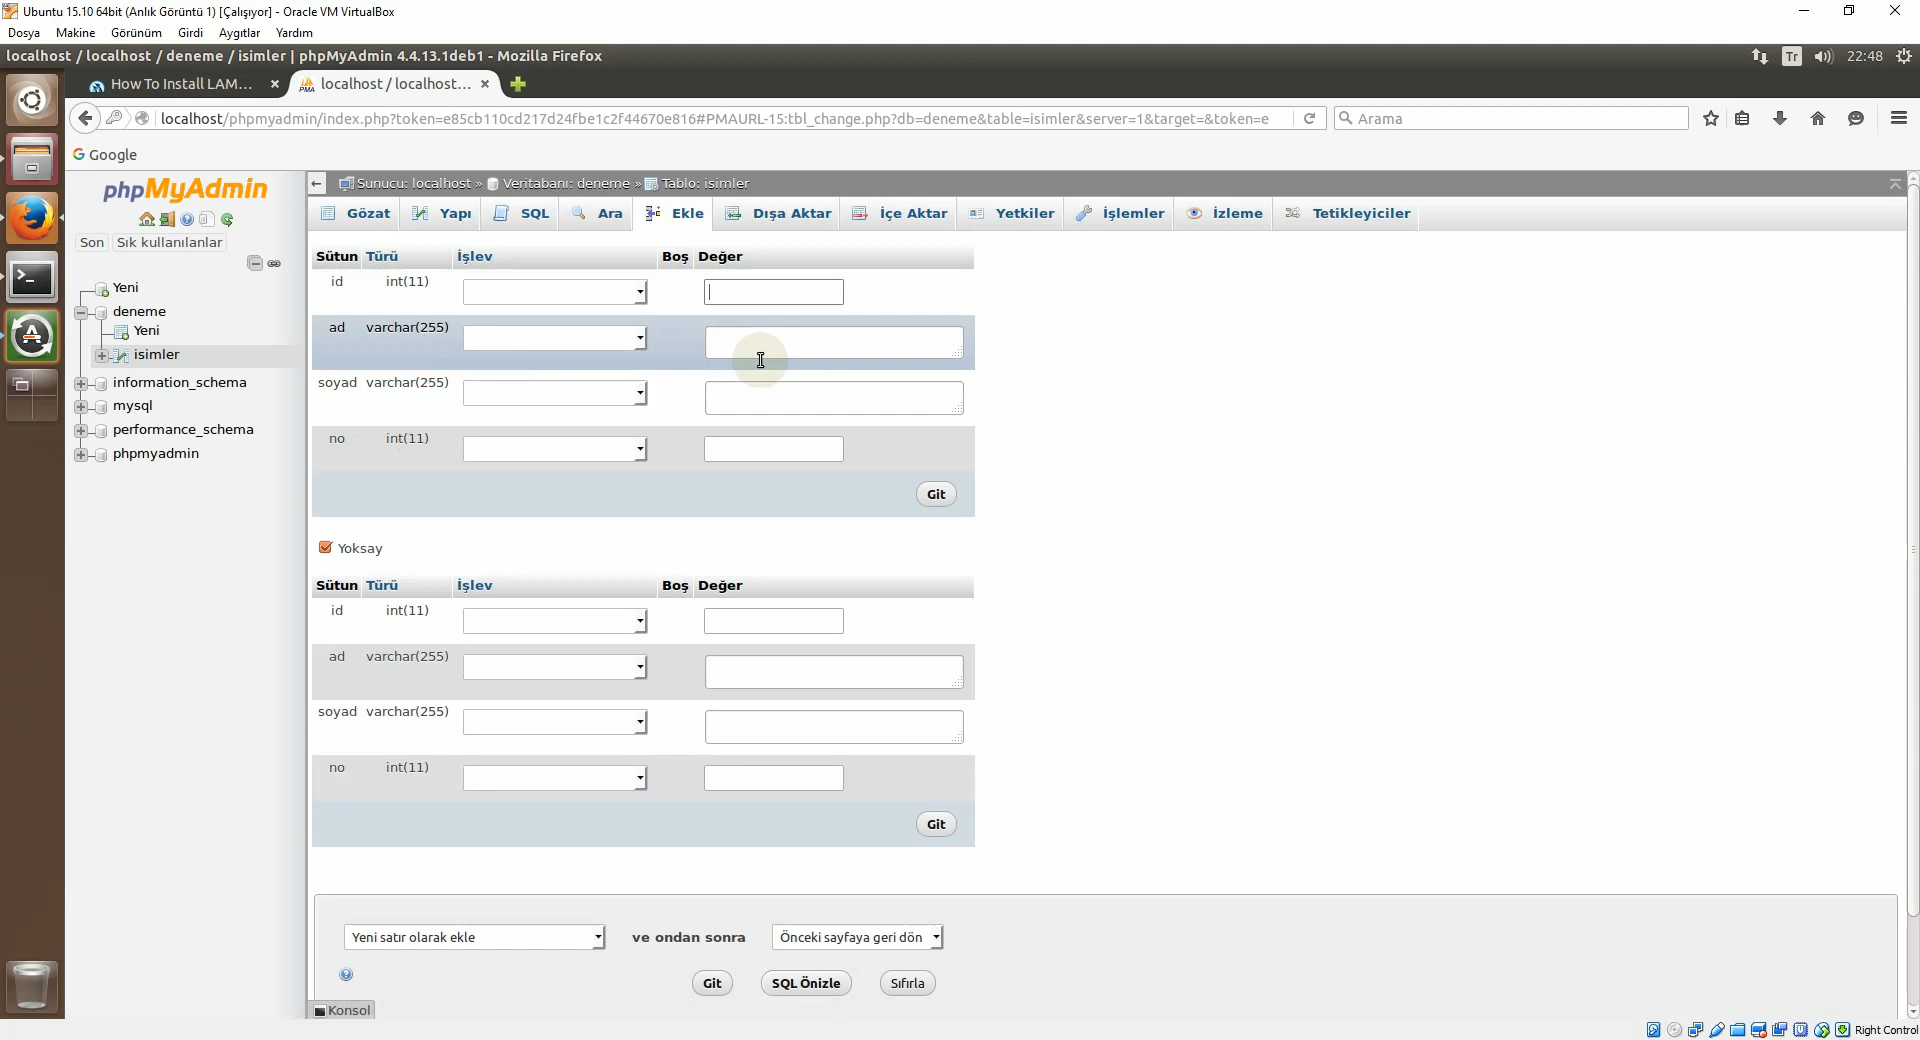 Ubuntu 15.10 64bit (Anlık Görüntü 1) [Çalışıyor] - Oracle VM VirtualBox
Dosya Makine Görünüm Girdi Aygıtlar Yardım
localhost / localhost / deneme / isimler | phpMyAdmin 4.4.13.1deb1 - Mozilla Firefox
Tr 22:48
How To Install LAM...
localhost / localhost...
localhost/phpmyadmin/index.php?token=e85cb110cd217d24fbe1c2f44670e816#PMAURL-15:tbl_change.php?db=deneme&table=isimler&server=1&target=&token=e
Arama
Google
phpMyAdmin
Son Sık kullanılanlar
Yeni
deneme
Yeni
isimler
information_schema
mysql
performance_schema
phpmyadmin
Sunucu: localhost » Veritabanı: deneme » Tablo: isimler
Gözat Yapı SQL Ara Ekle Dışa Aktar İçe Aktar Yetkiler İşlemler İzleme Tetikleyiciler
Sütun Türü İşlev Boş Değer
id int(11)
ad varchar(255)
soyad varchar(255)
no int(11)
Git
Yoksay
Sütun Türü İşlev Boş Değer
id int(11)
ad varchar(255)
soyad varchar(255)
no int(11)
Git
Yeni satır olarak ekle ve ondan sonra Önceki sayfaya geri dön
Git SQL Önizle Sıfırla
Konsol
Right Control